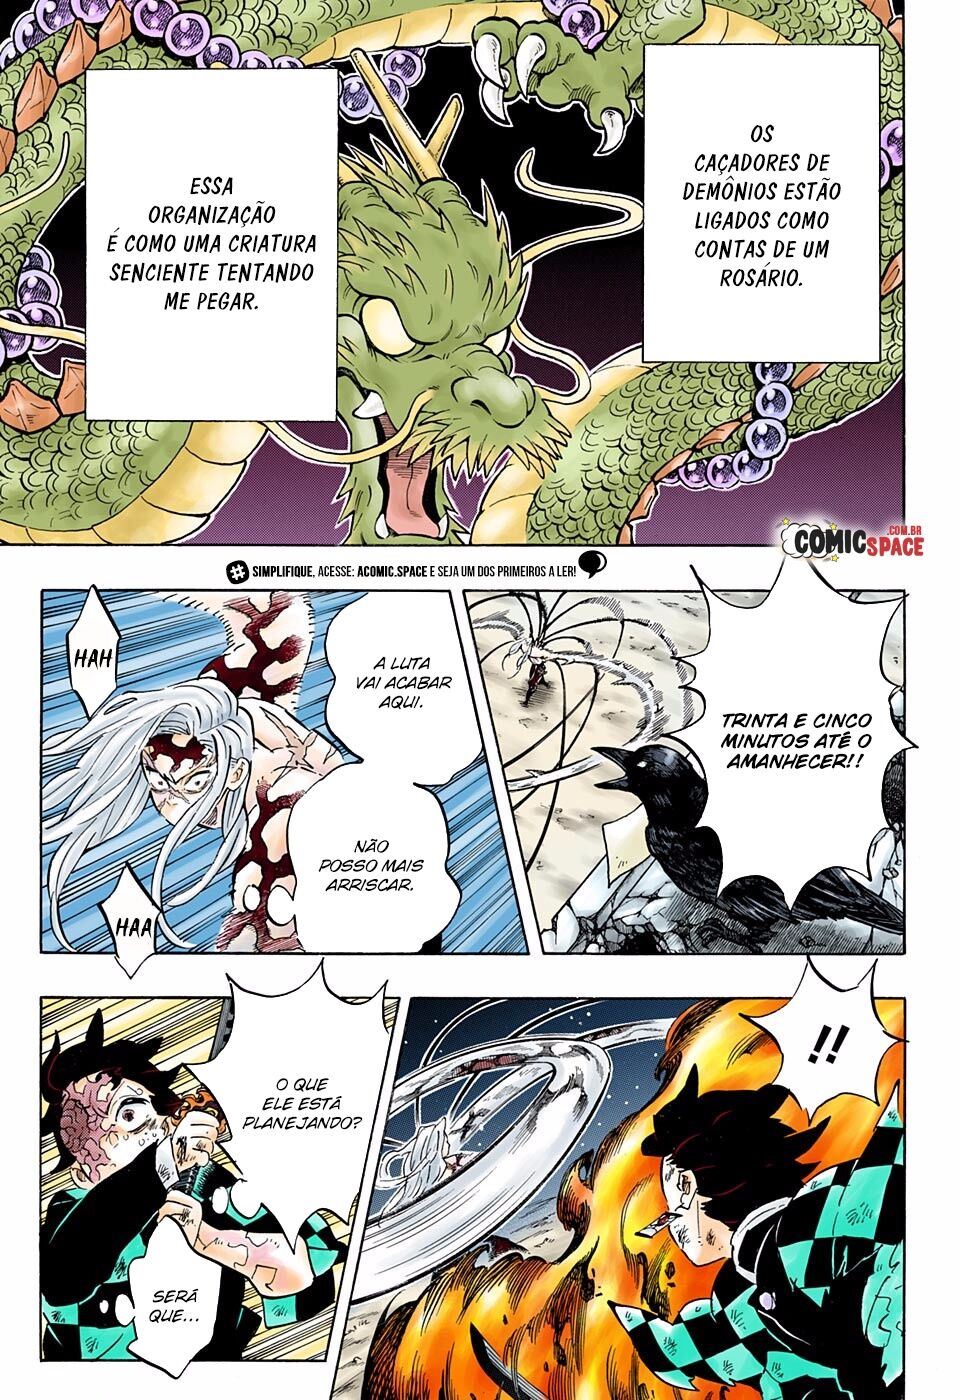 OS
CAÇADORES DE
DEMÔNIOS ESTÃO
LIGADOS COMO
CONTAS DE UM
ROSÁRIO.
ESSA
ORGANIZAÇÃO
É COMO UMA CRIATURA
SENCIENTE TENTANDO
ME PEGAR.
COMICSPACE.COM.BR
# SIMPLIFIQUE, ACESSE: ACOMIC.SPACE E SEJA UM DOS PRIMEIROS A LER!
TRINTA E CINCO
MINUTOS ATÉ O
AMANHECER!!
A LUTA
VAI ACABAR
AQUI.
HAH
NÃO
POSSO MAIS
ARRISCAR.
HAA
!!
O QUE
ELE ESTÁ
PLANEJANDO?
SERÁ
QUE...